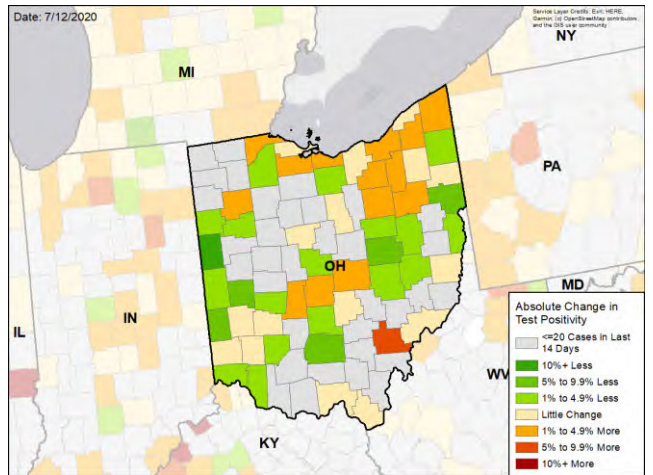 Date: 7/12/2020
Service Layer Credits: Esri, HERE,
Garmin, (c) OpenStreetMap contributors,
and the GIS user community
NY
MI
PA
OH
IL
IN
MD
WV
KY
Absolute Change in
Test Positivity
<=20 Cases in Last
14 Days
10%+ Less
5% to 9.9% Less
1% to 4.9% Less
Little Change
1% to 4.9% More
5% to 9.9% More
10%+ More